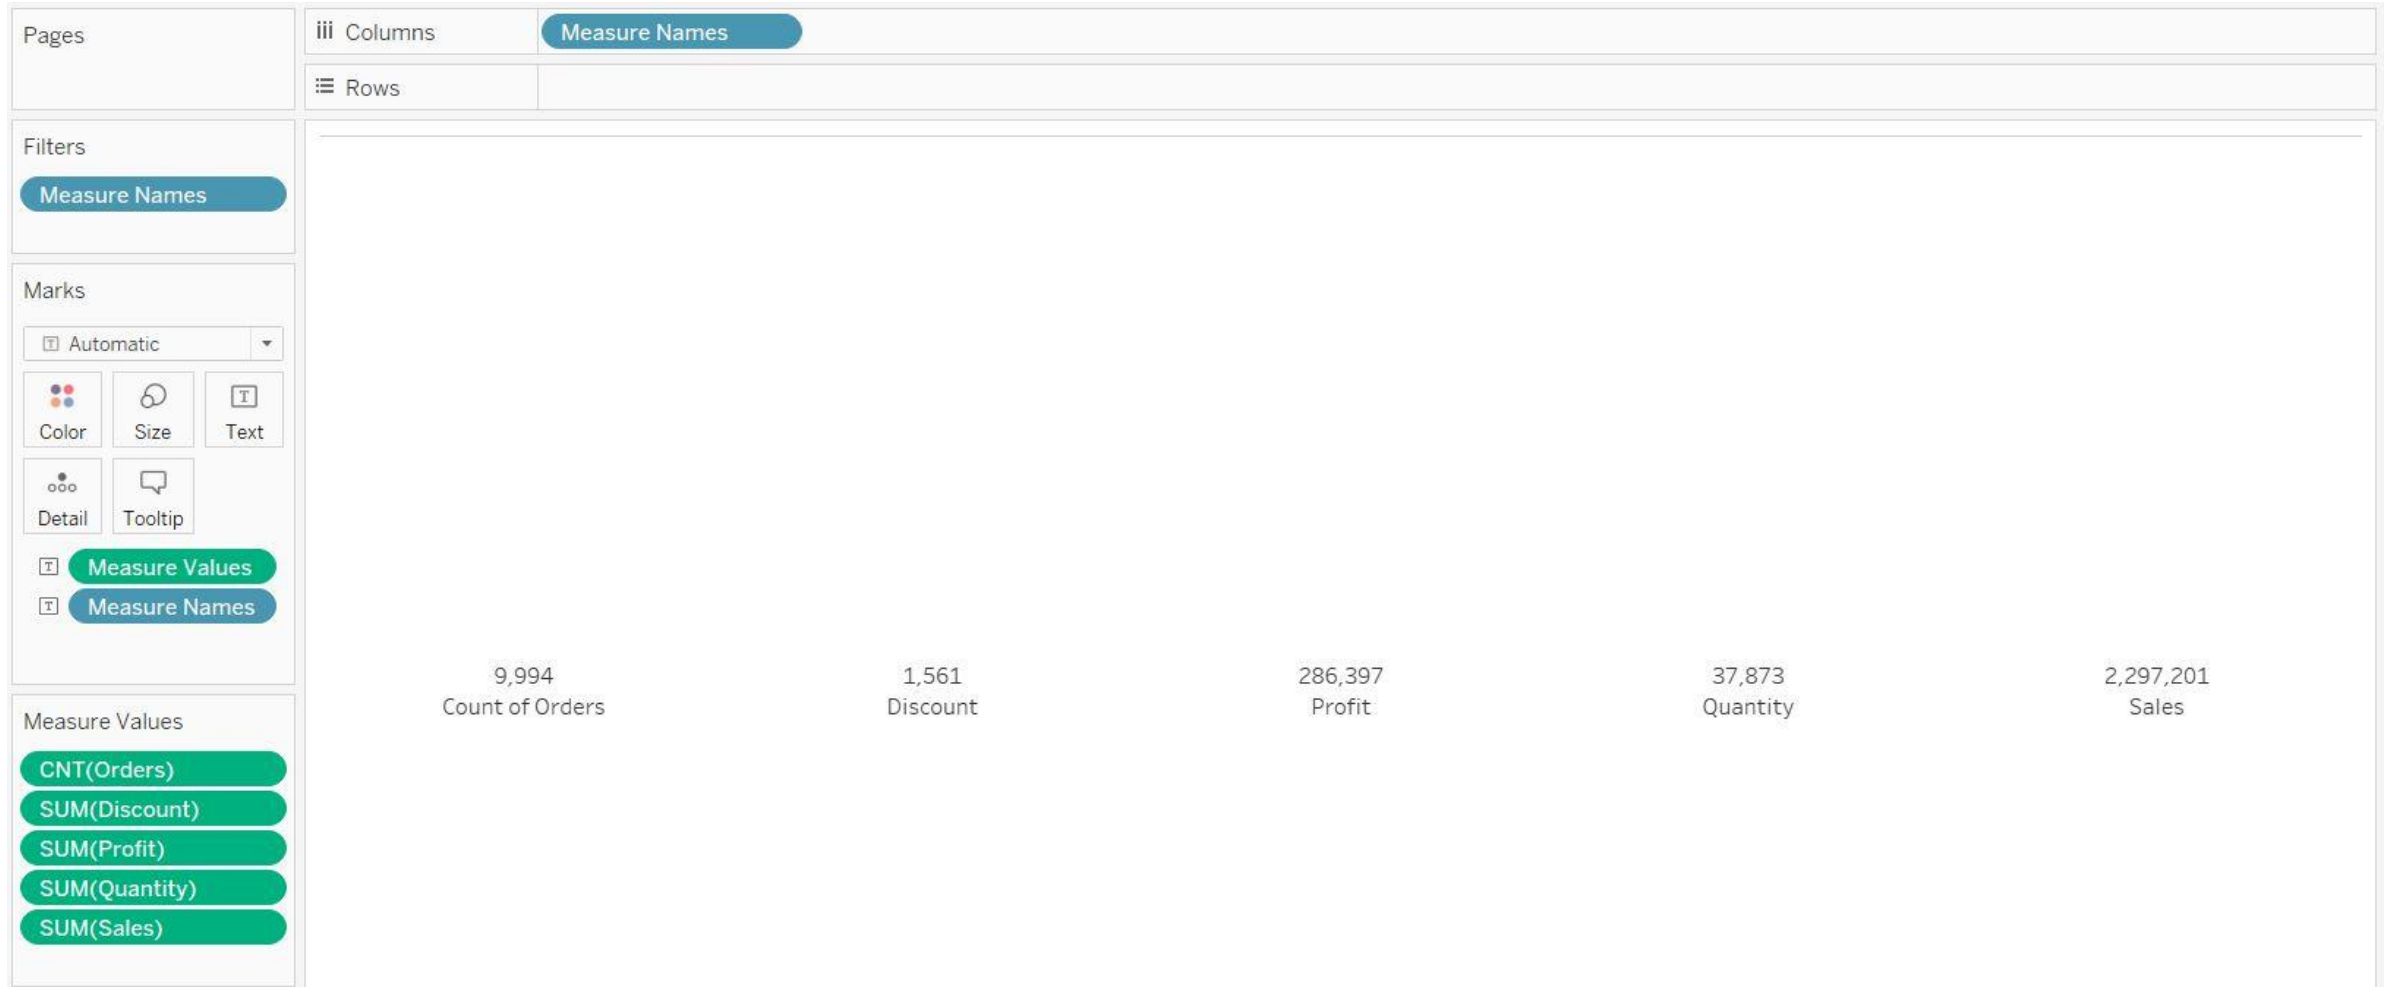 Pages
Columns
Measure Names
Rows
Filters
Measure Names
Marks
T Automatic
Color
Size
T
Text
Detail
Tooltip
T Measure Values
T Measure Names
Measure Values
CNT(Orders)
SUM(Discount)
SUM(Profit)
SUM(Quantity)
SUM(Sales)
9,994
Count of Orders
1,561
Discount
286,397
Profit
37,873
Quantity
2,297,201
Sales